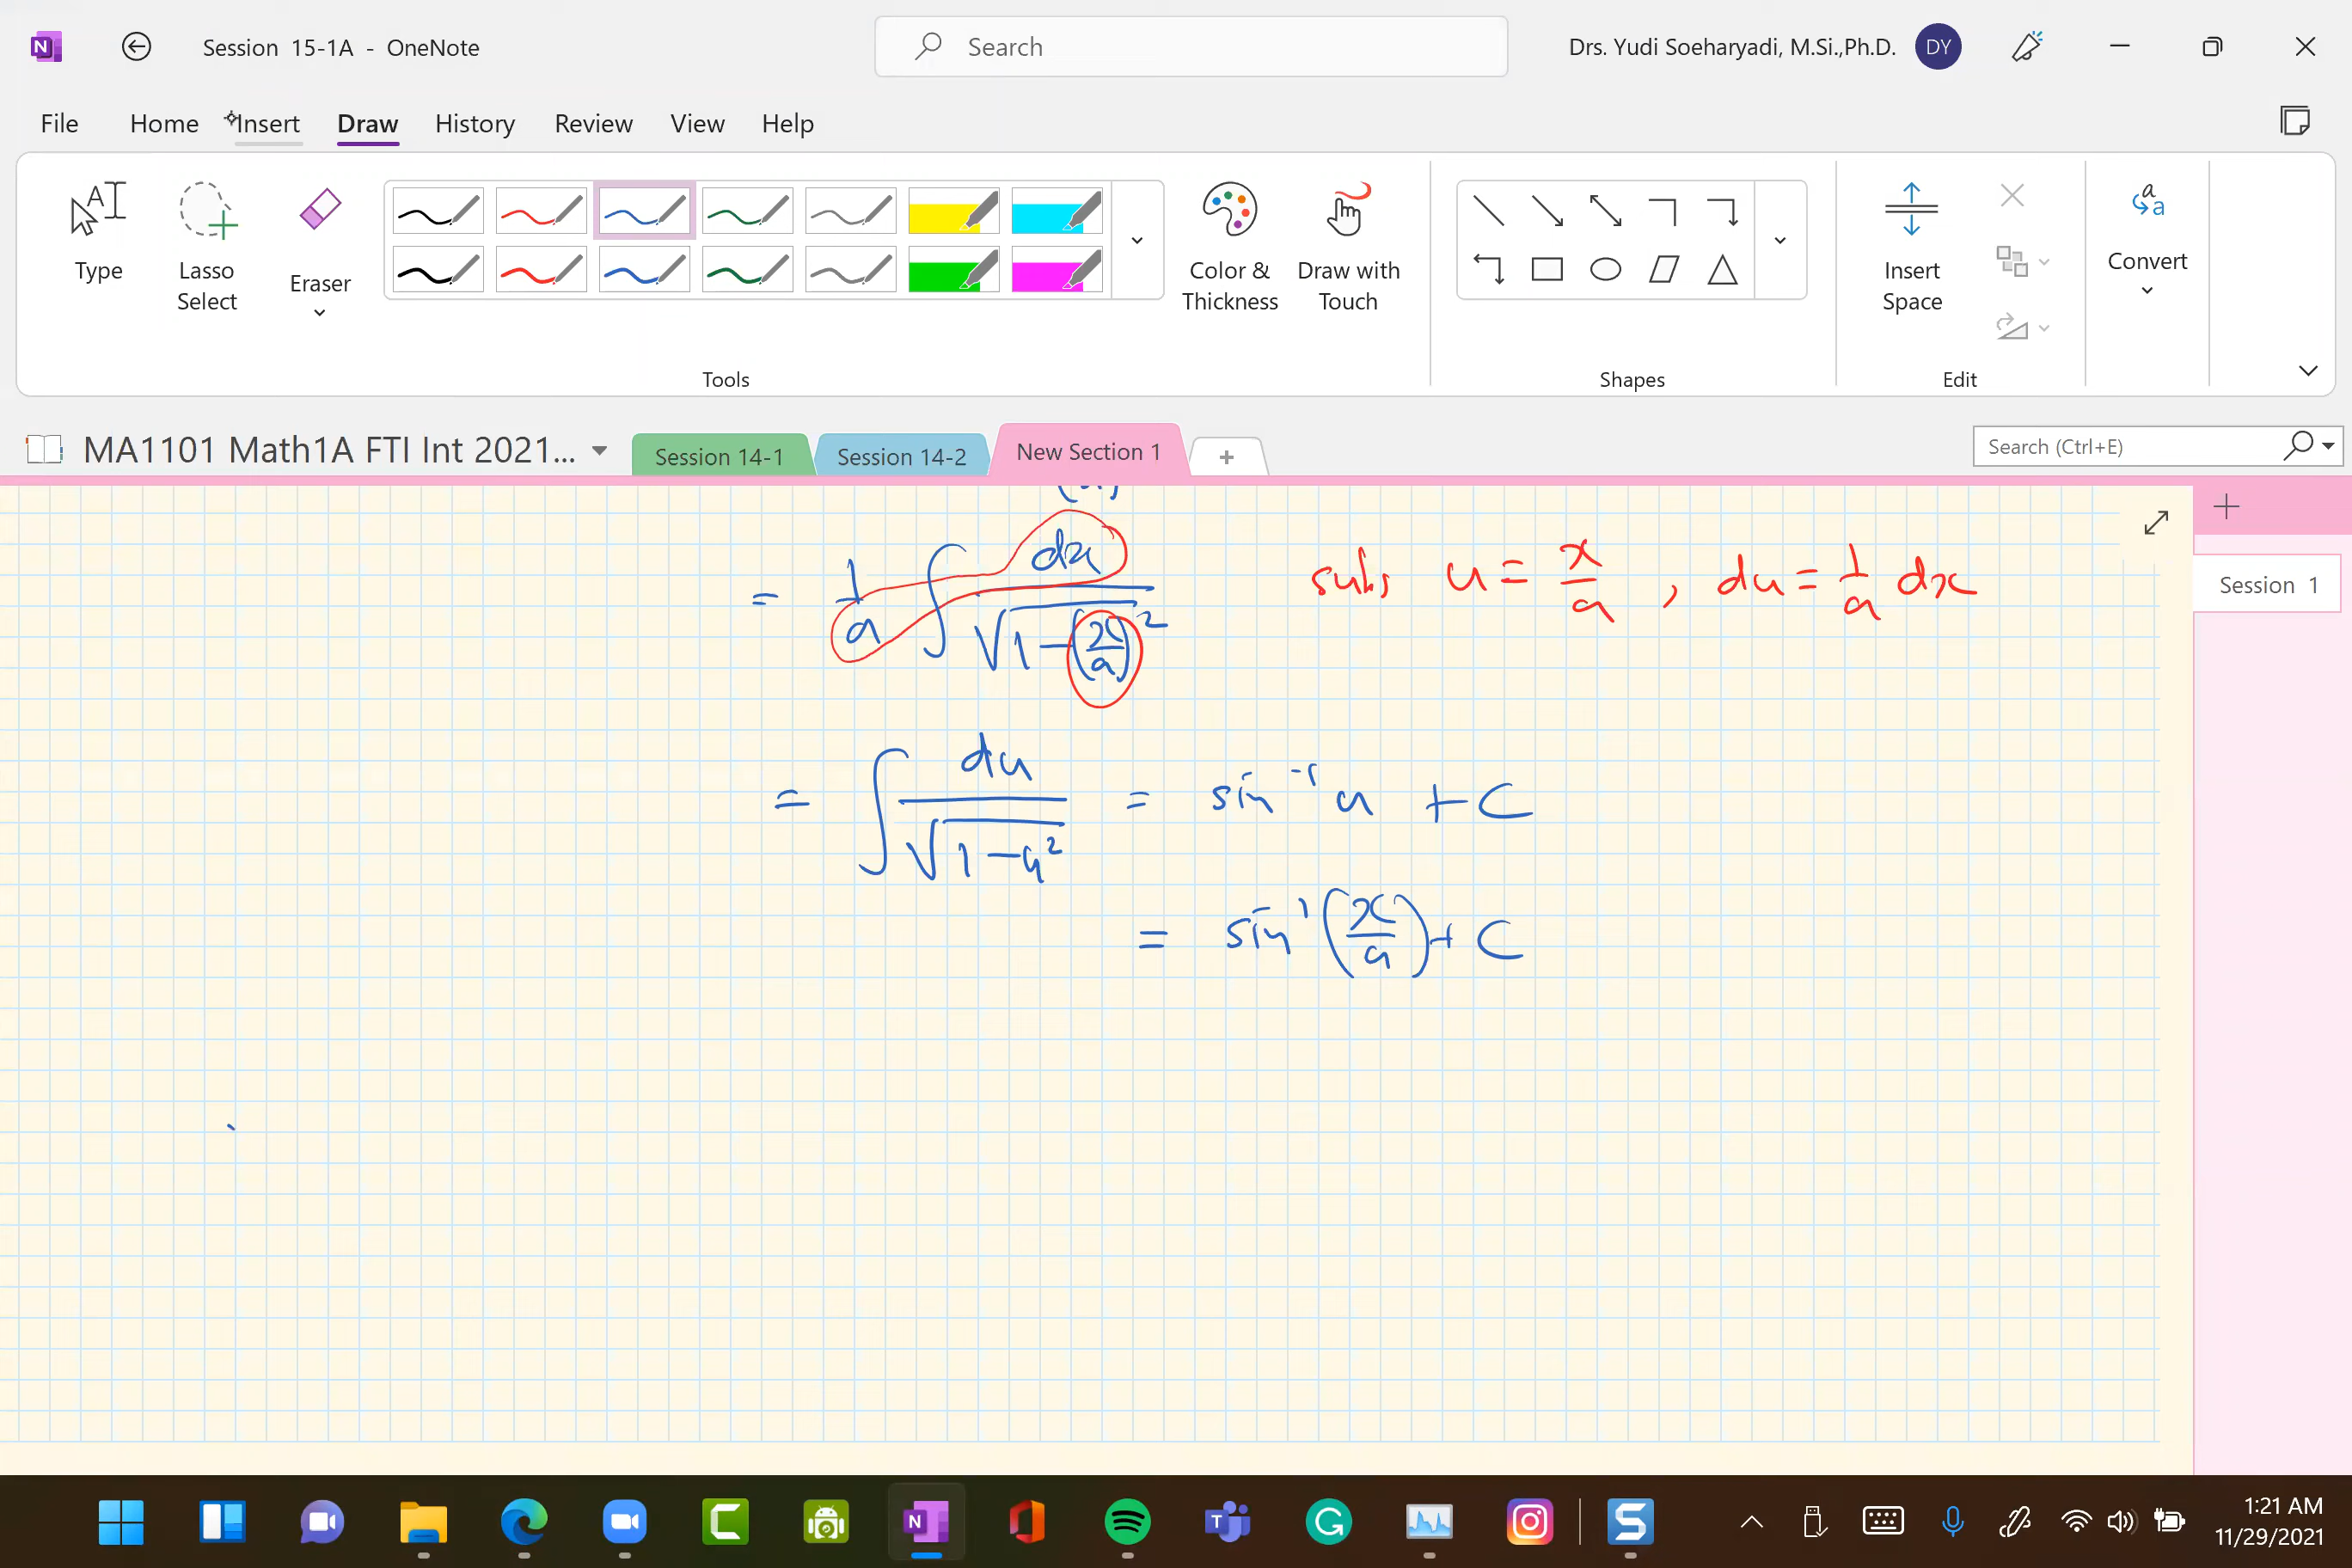 Session 15-1A - OneNote
Search
Drs. Yudi Soeharyadi, M.Si.,Ph.D.
DY
File Home Insert Draw History Review View Help
Type
Lasso Select
Eraser
Color & Thickness
Draw with Touch
Insert Space
Convert
Tools
Shapes
Edit
MA1101 Math1A FTI Int 2021...
Session 14-1
Session 14-2
New Section 1
+
Search (Ctrl+E)
Session 1
= 1/a ∫ dx / √1-(x/a)² subs u = x/a , du = 1/a dx
= ∫ du / √1-u² = sin⁻¹ u + C
= sin⁻¹ (x/a) + C
1:21 AM
11/29/2021